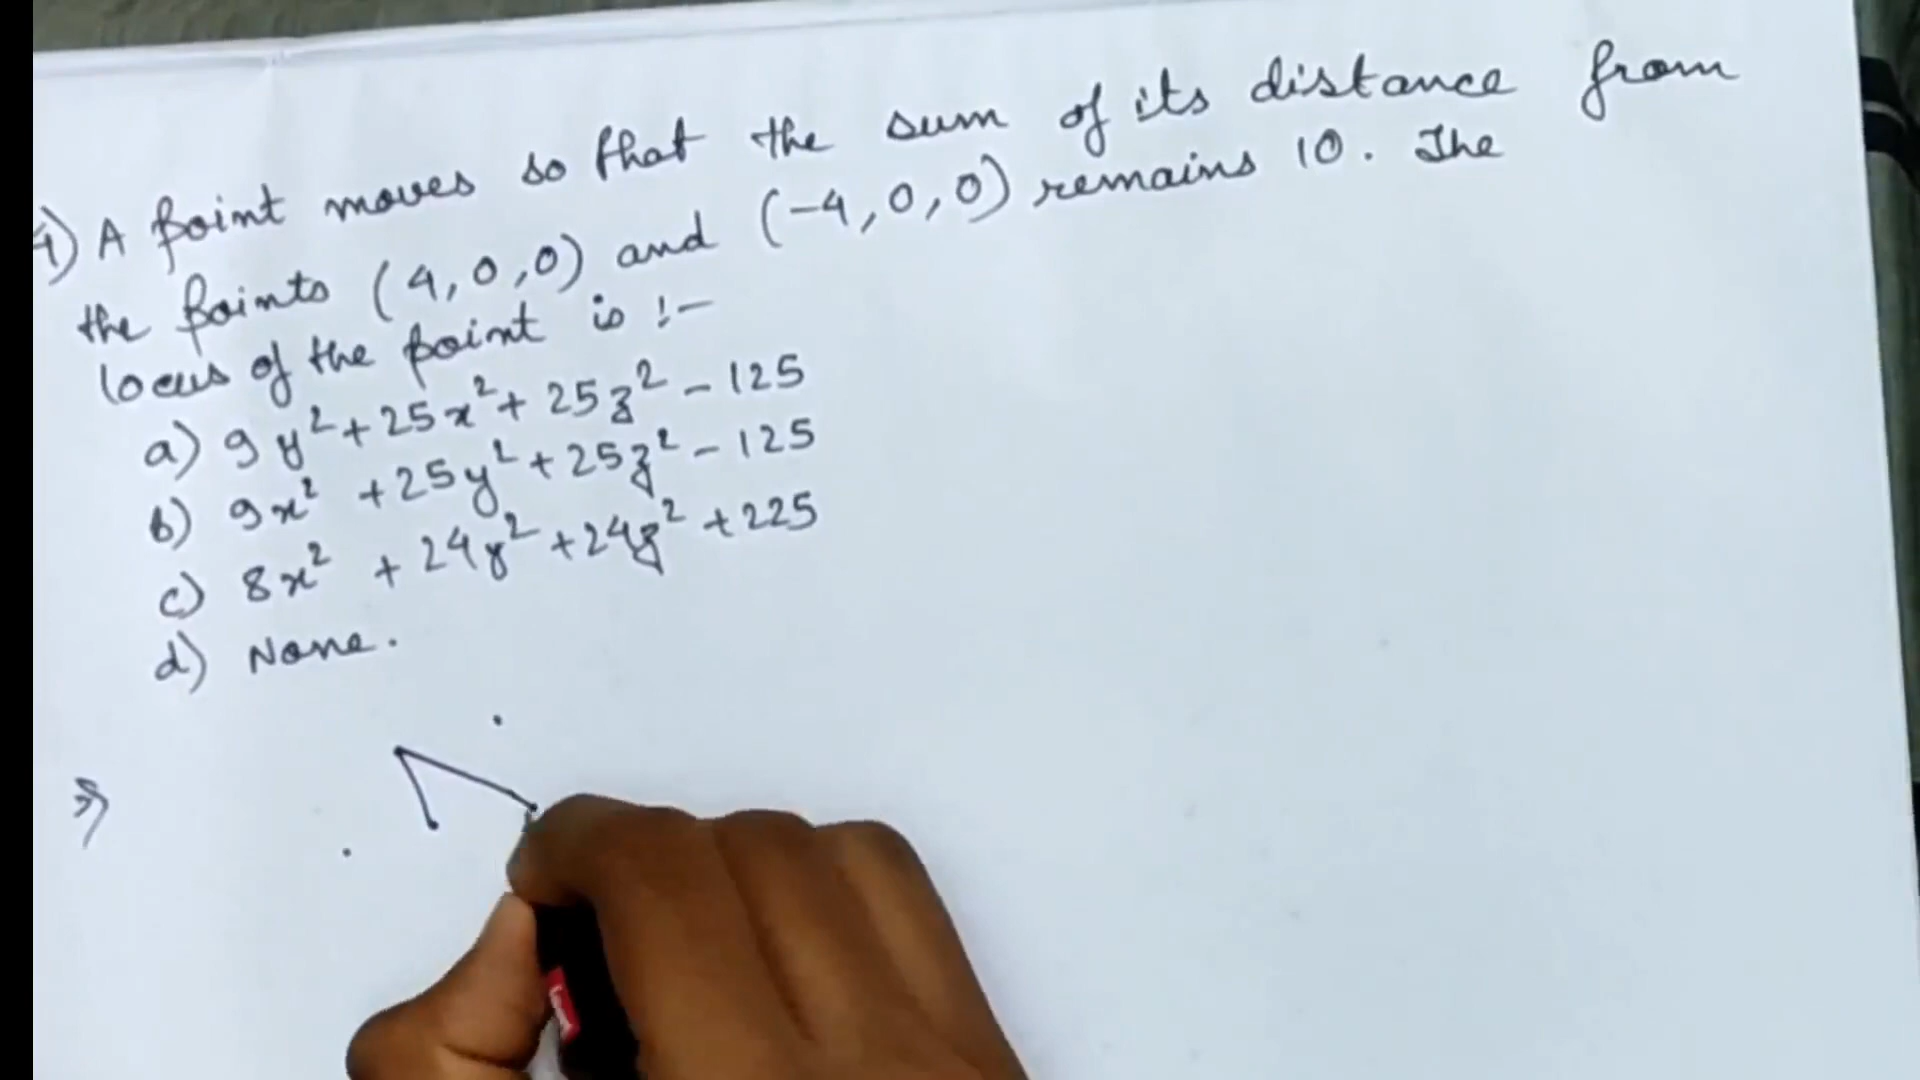 1) A point moves so that the sum of its distance from
the points (4,0,0) and (-4,0,0) remains 10. The
locus of the point is :-
a) 9y²+25x²+25z²-125
b) 9x²+25y²+25z²-125
c) 8x²+24y²+24z²+225
d) None.
⇒